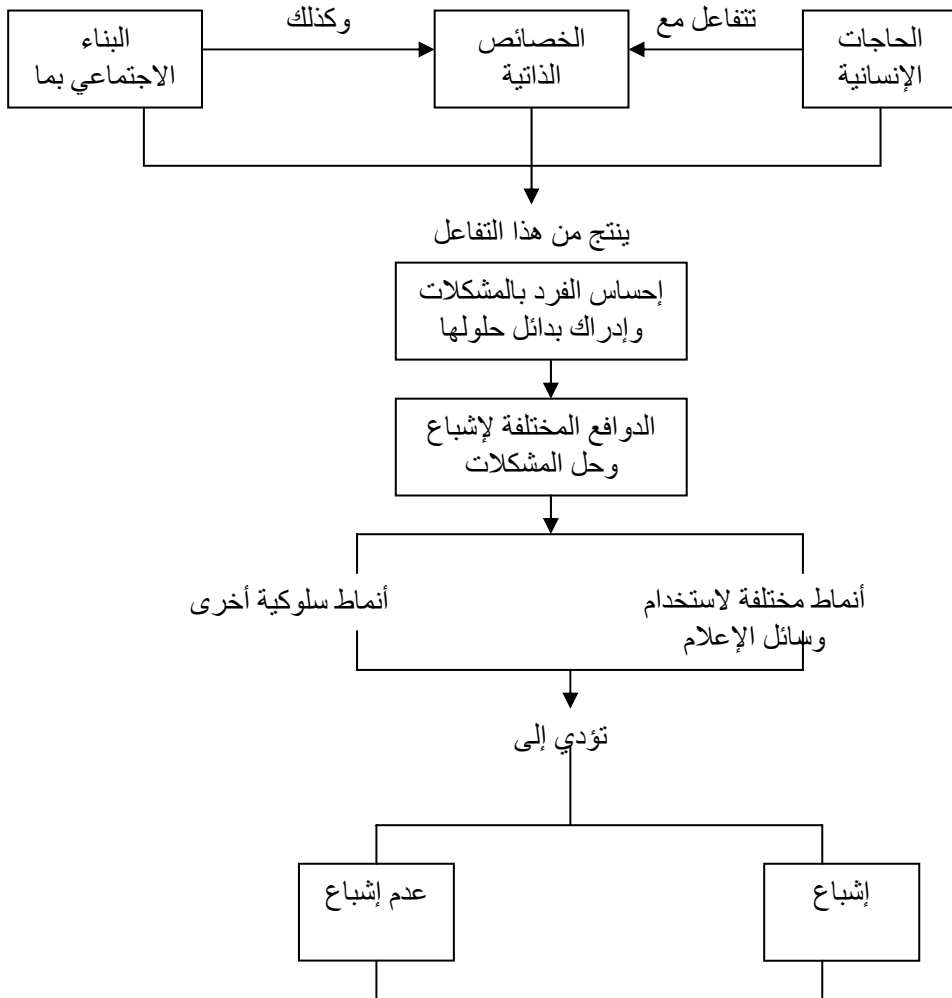 الحاجات
الإنسانية
تتفاعل مع
الخصائص
الذاتية
وكذلك
البناء
الاجتماعي بما
ينتج من هذا التفاعل
إحساس الفرد بالمشكلات
وإدراك بدائل حلولها
الدوافع المختلفة لإشباع
وحل المشكلات
أنماط مختلفة لاستخدام
وسائل الإعلام
أنماط سلوكية أخرى
تؤدي إلى
إشباع
عدم إشباع